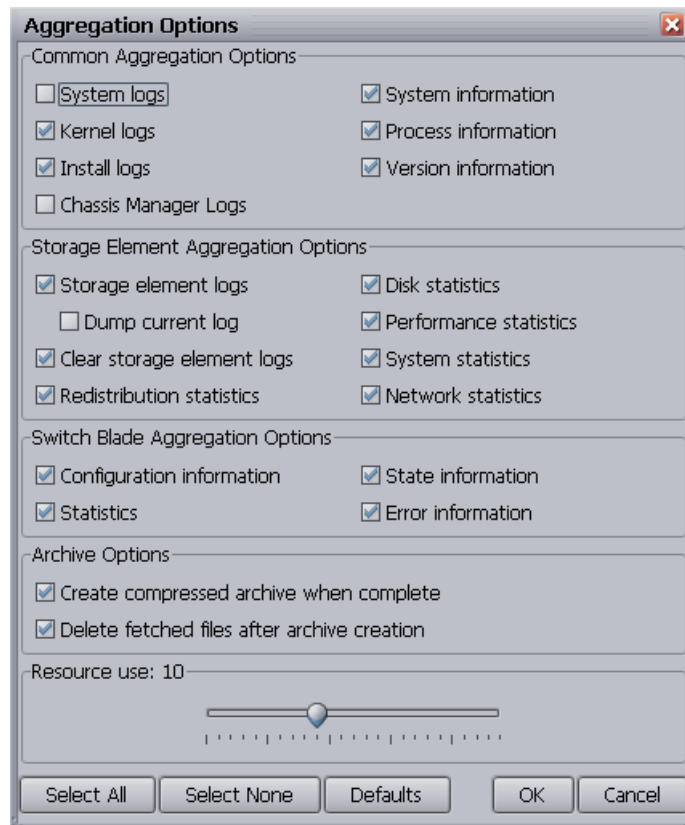 Aggregation Options
Common Aggregation Options
System logs
System information
Kernel logs
Process information
Install logs
Version information
Chassis Manager Logs
Storage Element Aggregation Options
Storage element logs
Disk statistics
Dump current log
Performance statistics
Clear storage element logs
System statistics
Redistribution statistics
Network statistics
Switch Blade Aggregation Options
Configuration information
State information
Statistics
Error information
Archive Options
Create compressed archive when complete
Delete fetched files after archive creation
Resource use: 10
Select All
Select None
Defaults
OK
Cancel